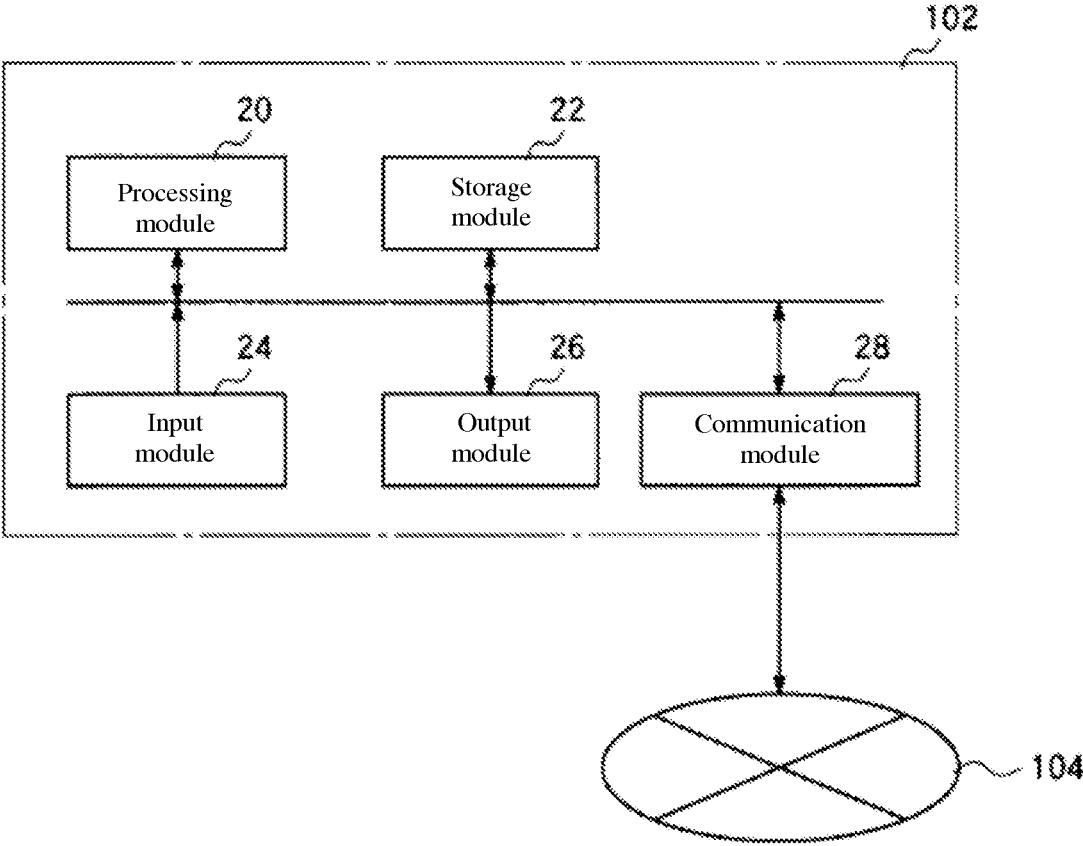 102
20
22
Processing
module
Storage
module
24
26
28
Input
module
Output
module
Communication
module
104